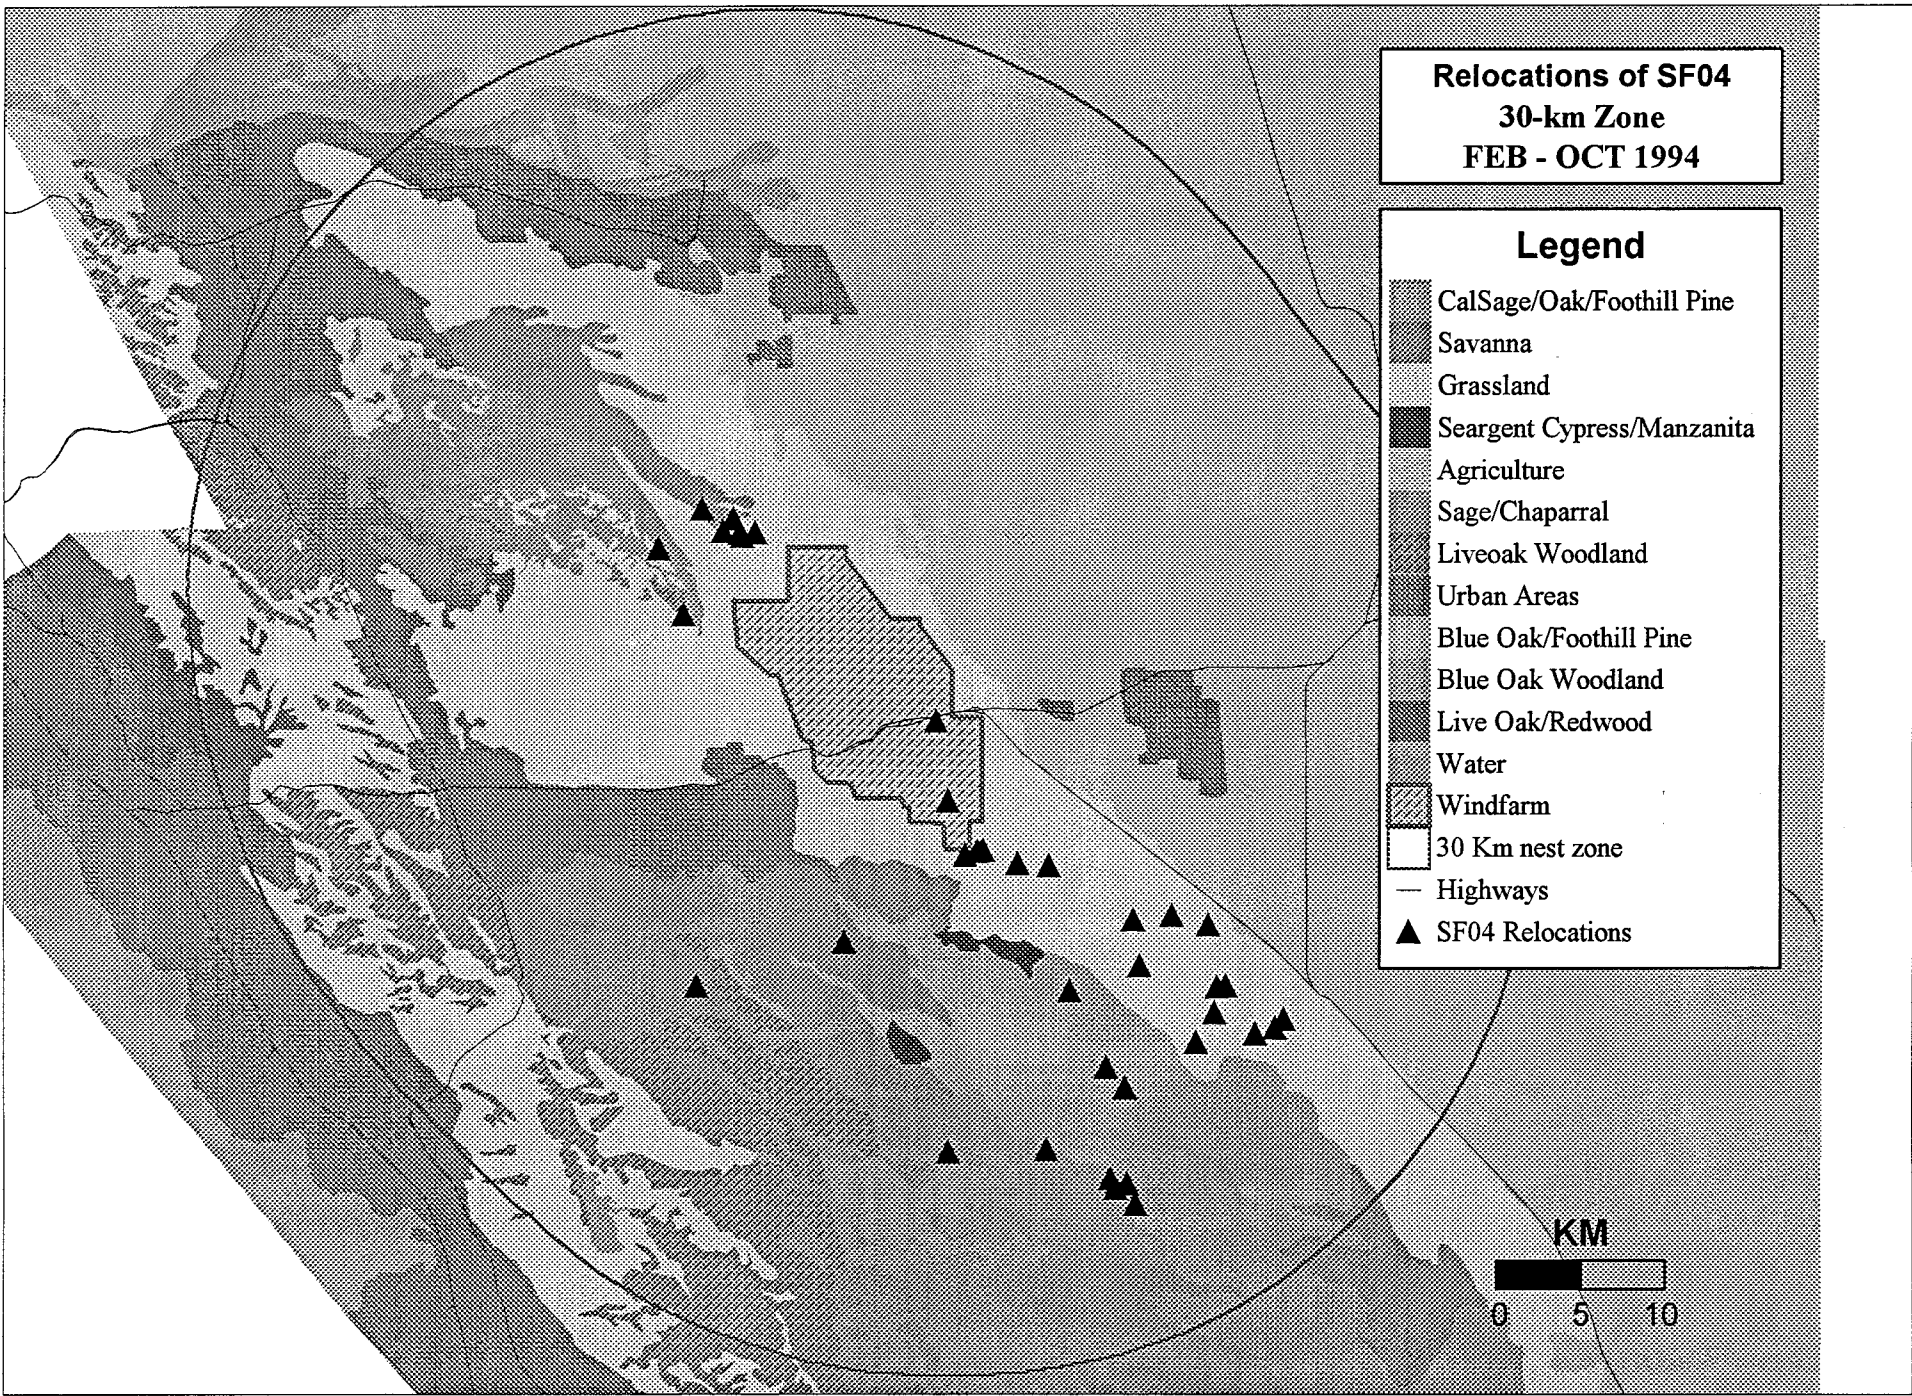 Relocations of SF04
30-km Zone
FEB - OCT 1994
Legend
CalSage/Oak/Foothill Pine
Savanna
Grassland
Seargent Cypress/Manzanita
Agriculture
Sage/Chaparral
Liveoak Woodland
Urban Areas
Blue Oak/Foothill Pine
Blue Oak Woodland
Live Oak/Redwood
Water
Windfarm
30 Km nest zone
Highways
SF04 Relocations
KM
0 5 10